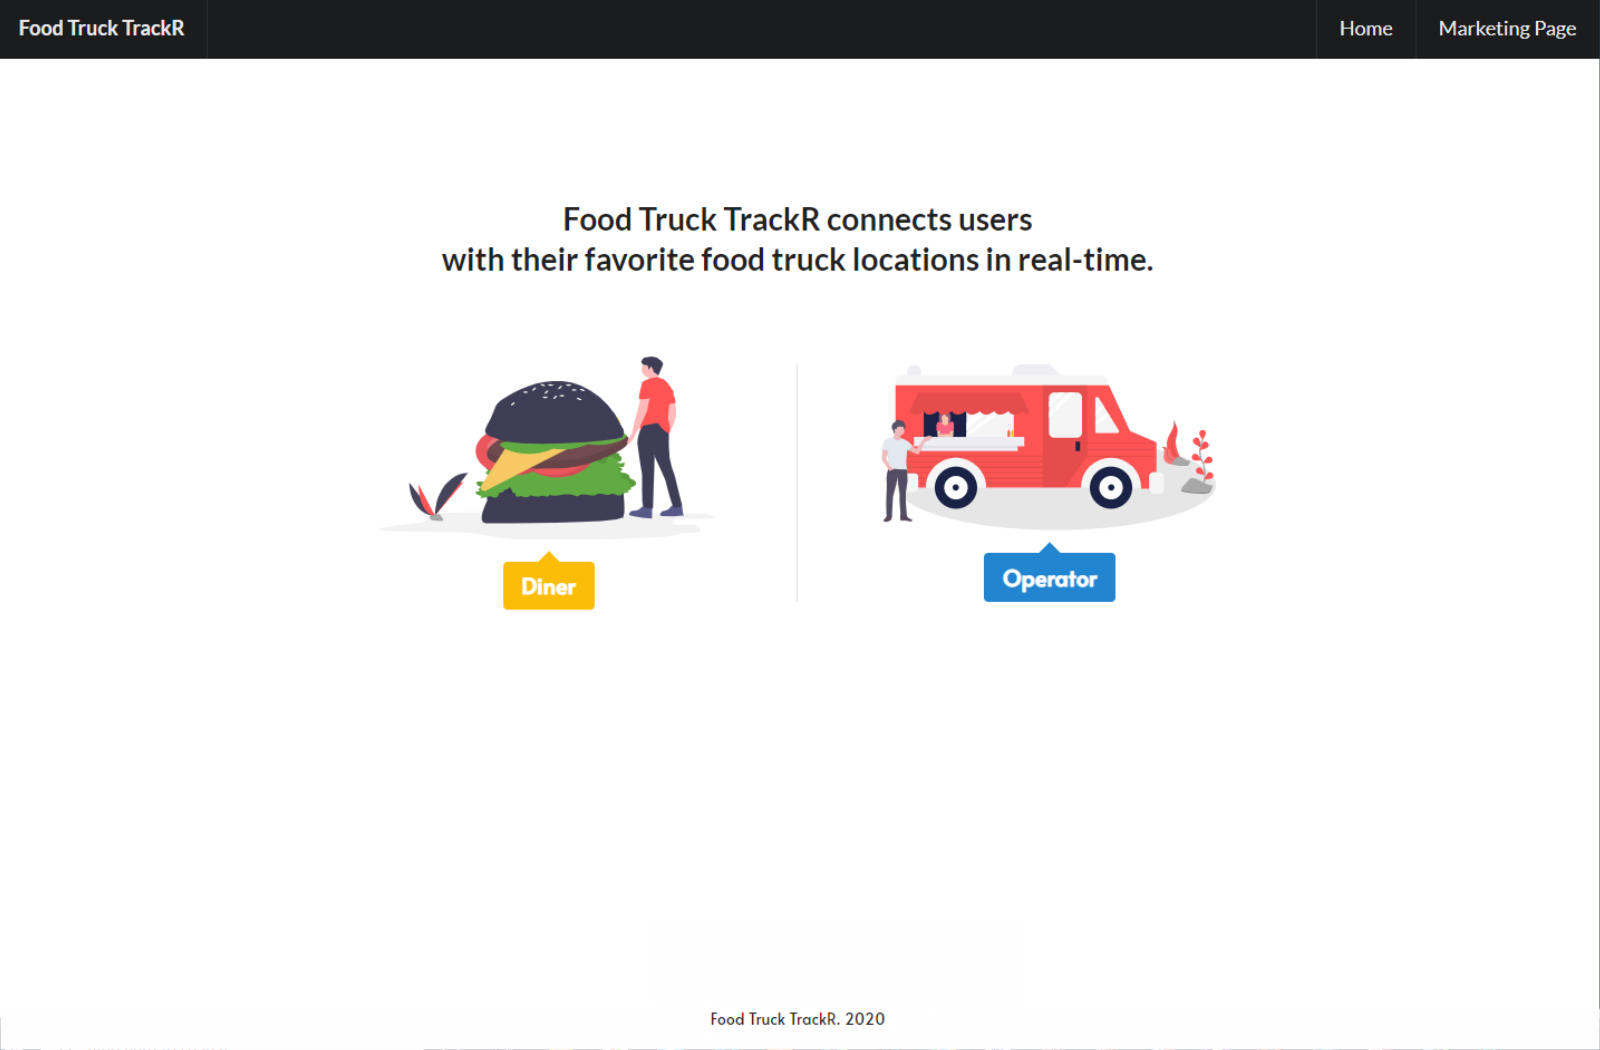 Food Truck TrackR
Home
Marketing Page
Food Truck TrackR connects users
with their favorite food truck locations in real-time.
Diner
Operator
Food Truck TrackR. 2020